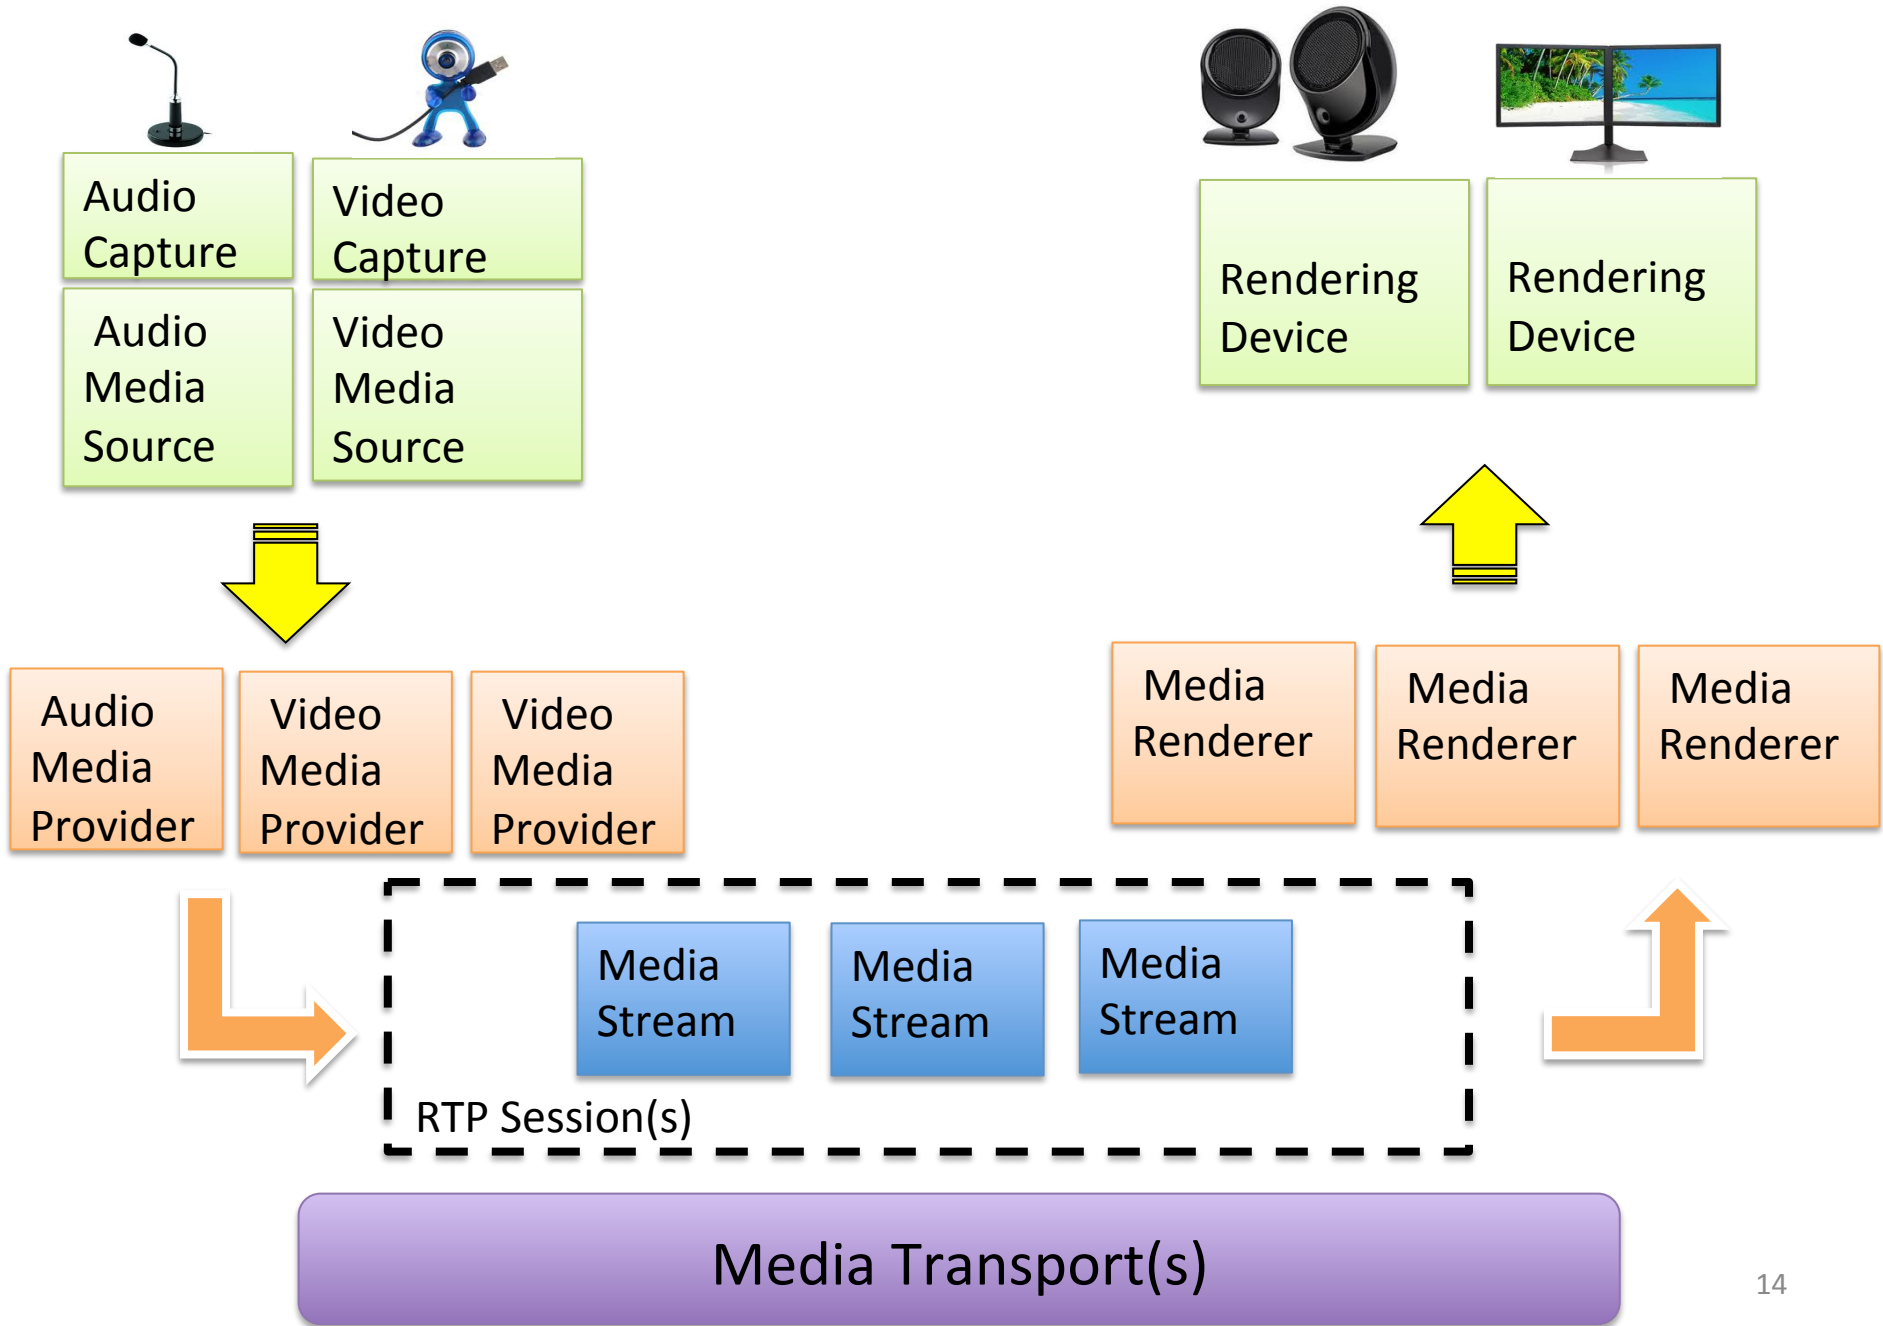 Audio
Capture
Video
Capture
Audio
Media
Source
Video
Media
Source
Rendering
Device
Rendering
Device
Audio
Media
Provider
Video
Media
Provider
Video
Media
Provider
Media
Renderer
Media
Renderer
Media
Renderer
Media
Stream
Media
Stream
Media
Stream
RTP Session(s)
Media Transport(s)
14